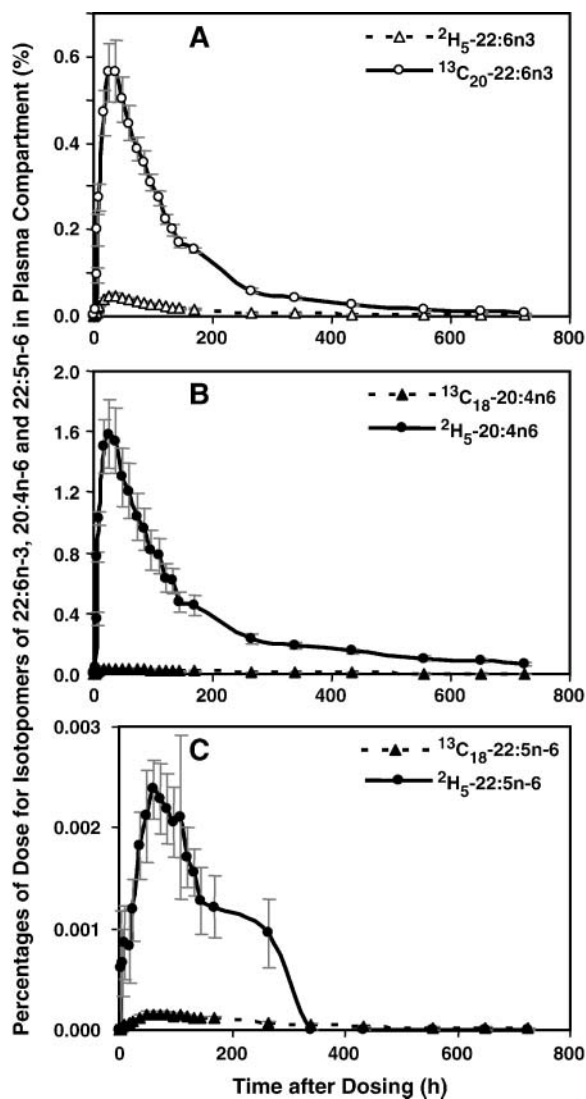 Percentages of Dose for Isotopomers of 22:6n-3, 20:4n-6 and 22:5n-6 in Plasma Compartment (%)
A
²H₅-22:6n3
¹³C₂₀-22:6n3
0.6
0.4
0.2
0.0
0 200 400 600 800
B
¹³C₁₈-20:4n6
²H₅-20:4n6
2.0
1.6
1.2
0.8
0.4
0.0
0 200 400 600 800
C
¹³C₁₈-22:5n-6
²H₅-22:5n-6
0.003
0.002
0.001
0.000
0 200 400 600 800
Time after Dosing (h)